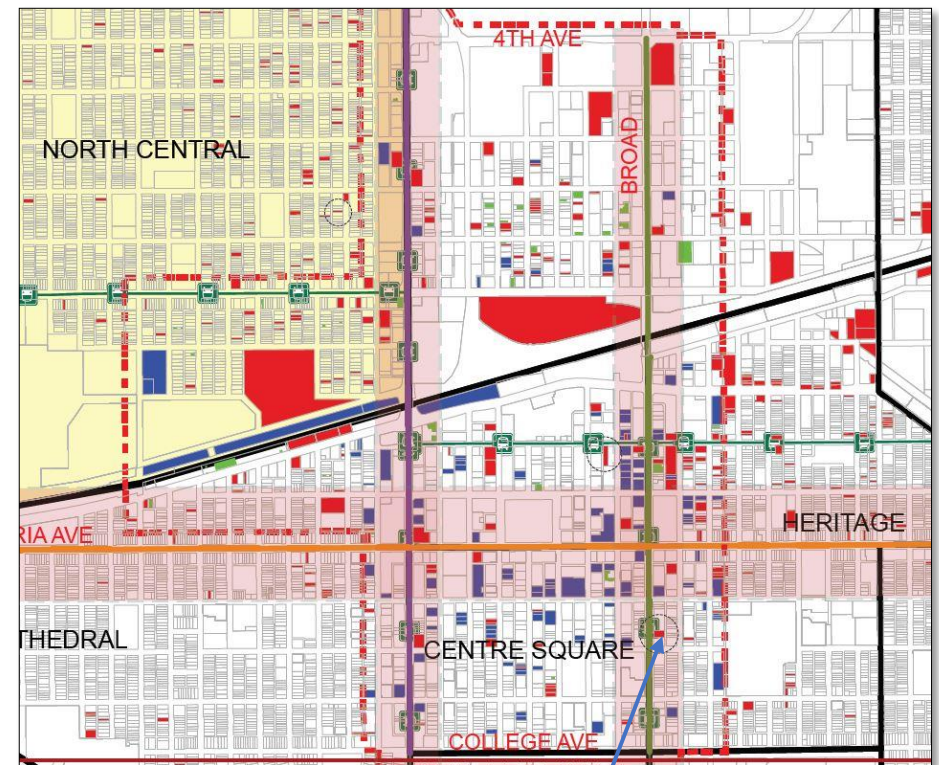 4TH AVE
BROAD
NORTH CENTRAL
RIA AVE
HERITAGE
THEDRAL
CENTRE SQUARE
COLLEGE AVE